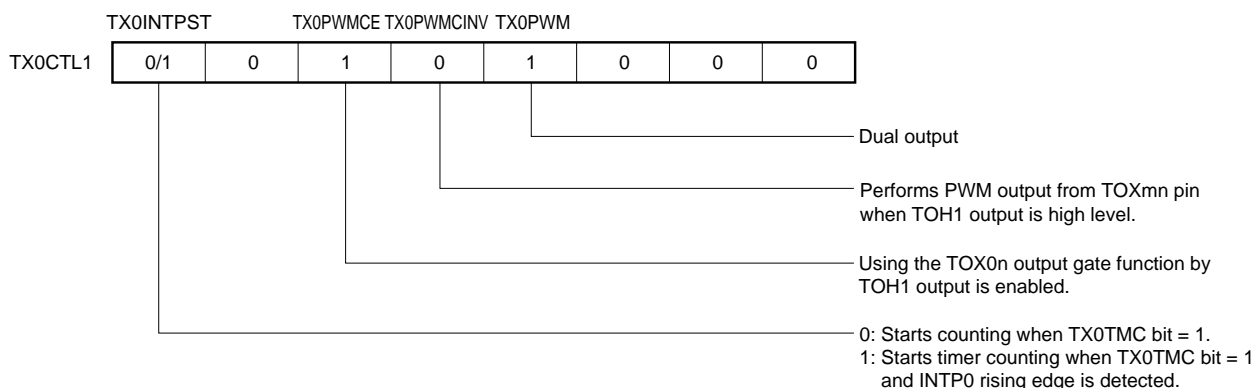 TX0INTPST TX0PWMCE TX0PWMCINV TX0PWM
TX0CTL1 0/1 0 1 0 1 0 0 0
Dual output
Performs PWM output from TOXmn pin
when TOH1 output is high level.
Using the TOX0n output gate function by
TOH1 output is enabled.
0: Starts counting when TX0TMC bit = 1.
1: Starts timer counting when TX0TMC bit = 1
and INTP0 rising edge is detected.